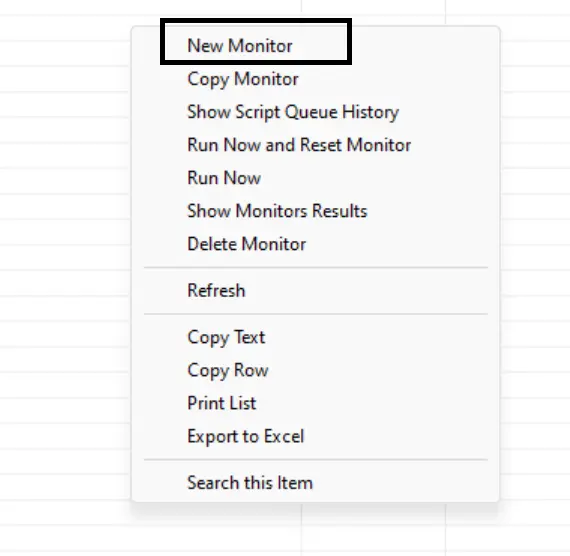 New Monitor
Copy Monitor
Show Script Queue History
Run Now and Reset Monitor
Run Now
Show Monitors Results
Delete Monitor
Refresh
Copy Text
Copy Row
Print List
Export to Excel
Search this Item